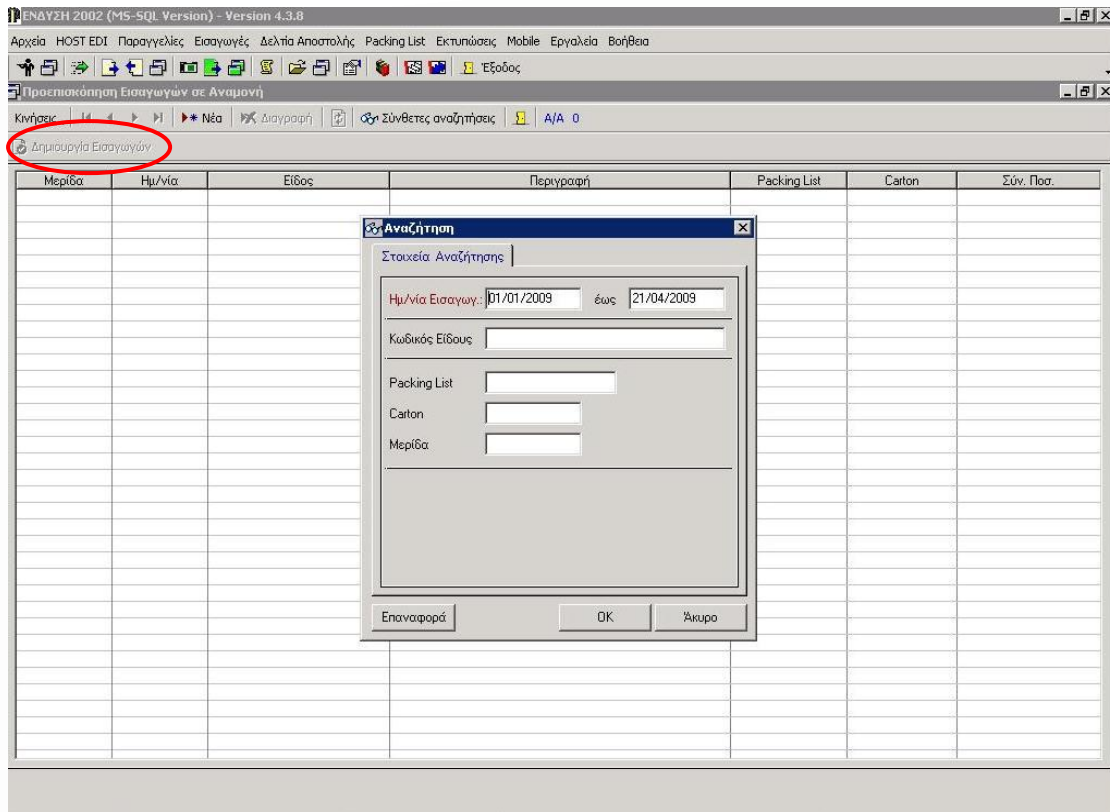 ΕΝΔΥΣΗ 2002 (MS-SQL Version) - Version 4.3.8
Αρχεία HOST EDI Παραγγελίες Εισαγωγές Δελτία Αποστολής Packing List Εκτυπώσεις Mobile Εργαλεία Βοήθεια
Έξοδος
Προεπισκόπηση Εισαγωγών σε Αναμονή
Κινήσεις Νέα Διαγραφή Σύνθετες αναζητήσεις Α/Α 0
Δημιουργία Εισαγωγών
Μερίδα Ημ/νία Είδος Περιγραφή Packing List Carton Σύν. Ποσ.
Αναζήτηση
Στοιχεία Αναζήτησης
Ημ/νία Εισαγωγ.: 01/01/2009 έως 21/04/2009
Κωδικός Είδους
Packing List
Carton
Μερίδα
Επαναφορά OK Άκυρο